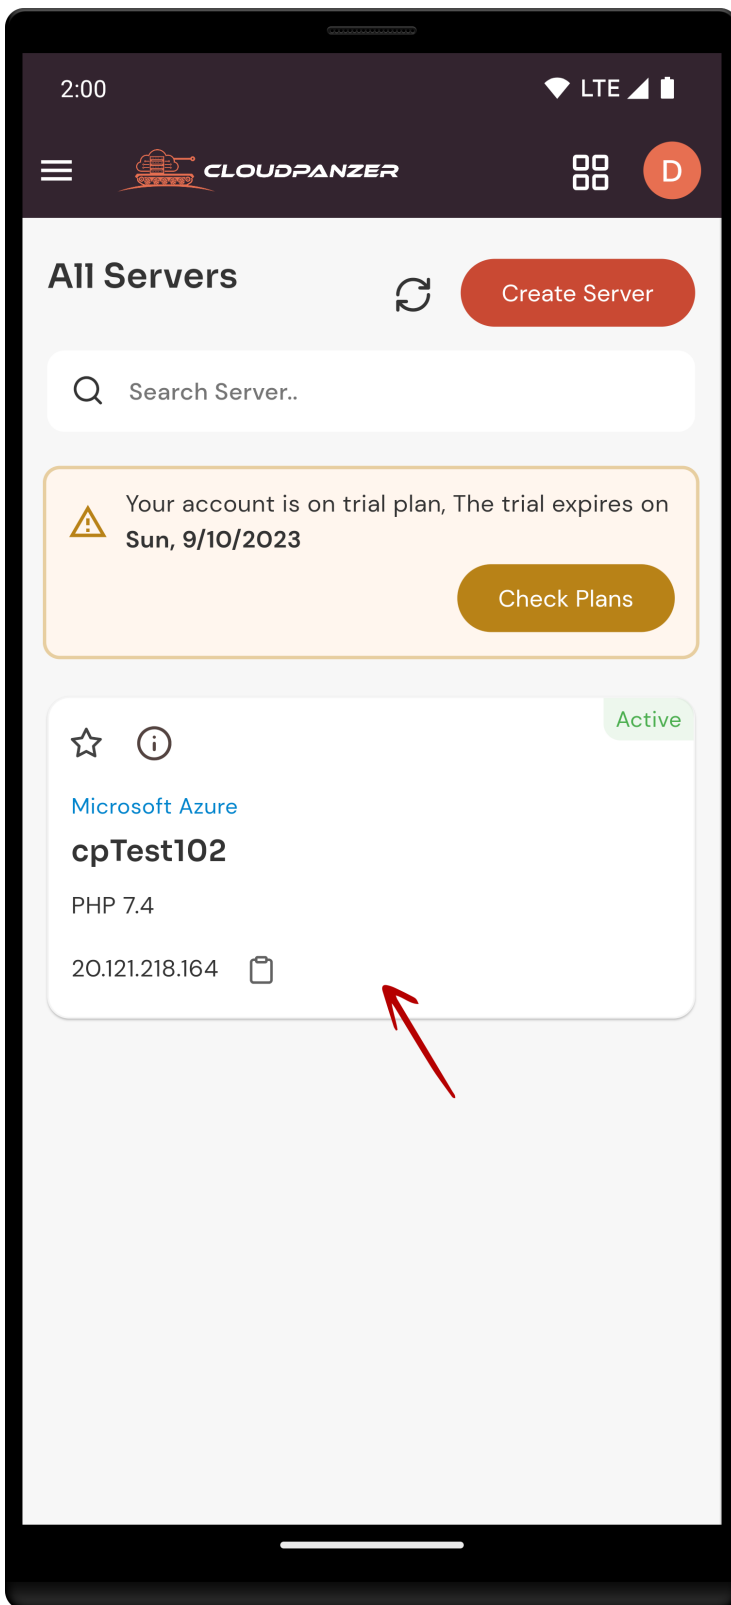 2:00
LTE
CLOUDPANZER
D
All Servers
Create Server
Search Server..
Your account is on trial plan, The trial expires on
Sun, 9/10/2023
Check Plans
Active
Microsoft Azure
cpTest102
PHP 7.4
20.121.218.164